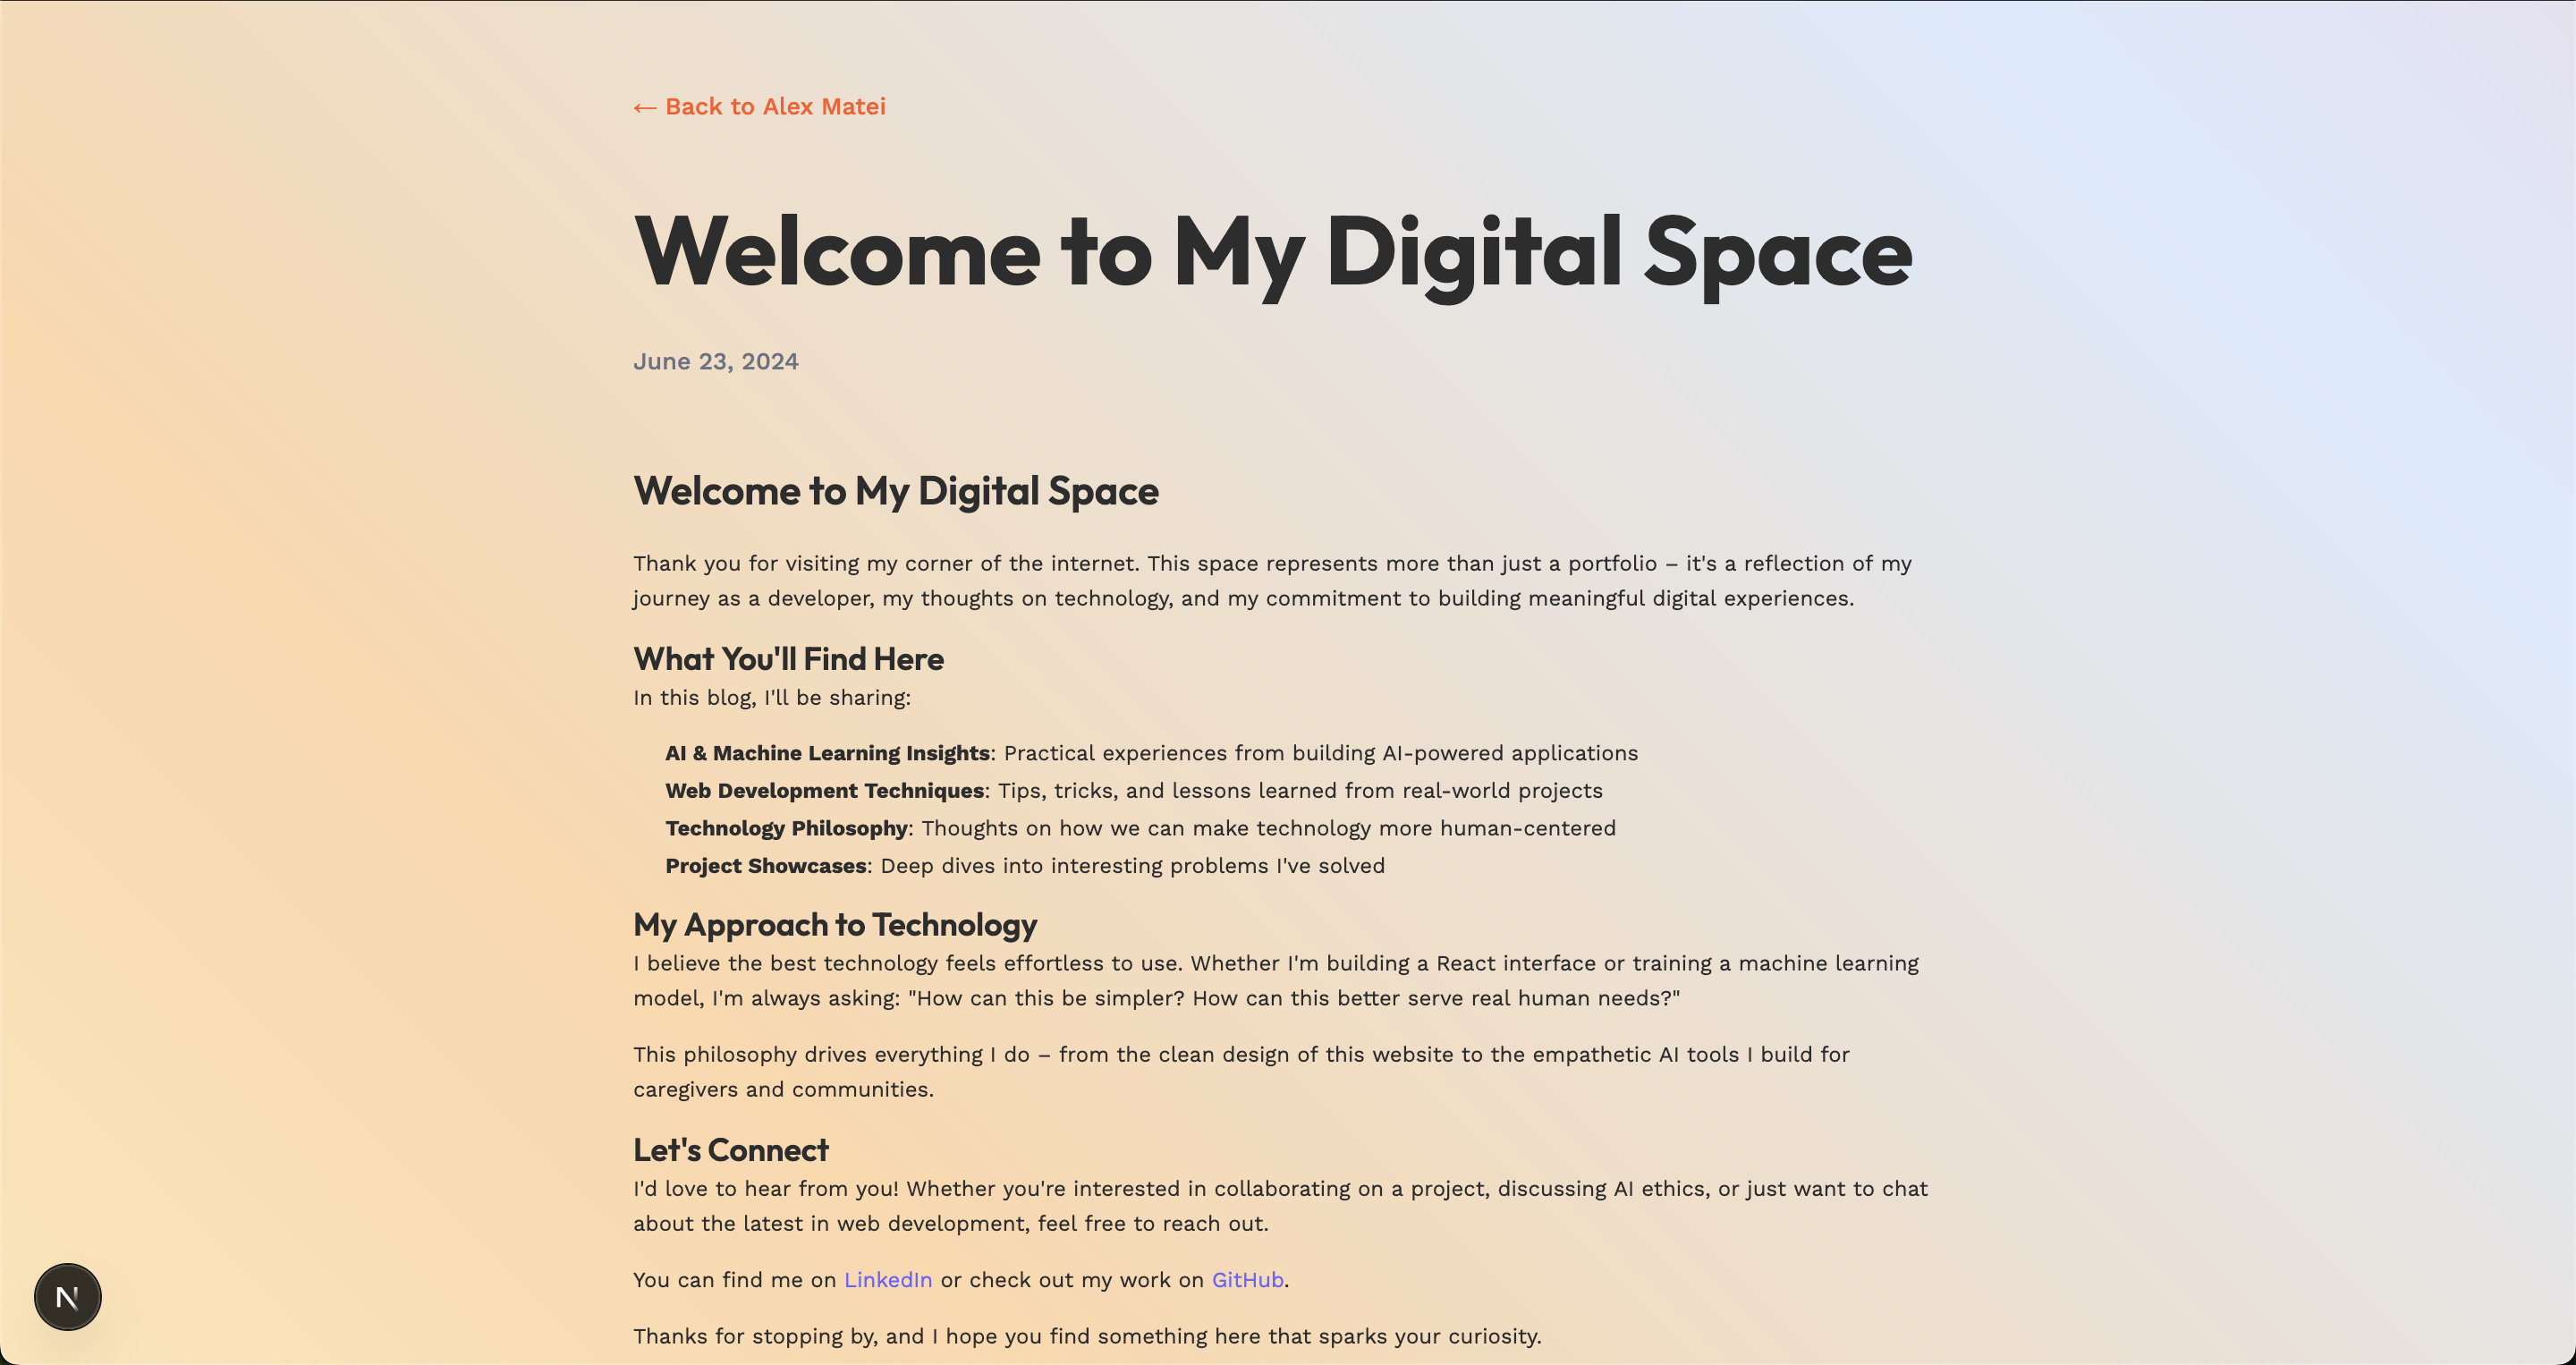 ← Back to Alex Matei
Welcome to My Digital Space
June 23, 2024
Welcome to My Digital Space
Thank you for visiting my corner of the internet. This space represents more than just a portfolio – it's a reflection of my
journey as a developer, my thoughts on technology, and my commitment to building meaningful digital experiences.
What You'll Find Here
In this blog, I'll be sharing:
AI & Machine Learning Insights: Practical experiences from building AI-powered applications
Web Development Techniques: Tips, tricks, and lessons learned from real-world projects
Technology Philosophy: Thoughts on how we can make technology more human-centered
Project Showcases: Deep dives into interesting problems I've solved
My Approach to Technology
I believe the best technology feels effortless to use. Whether I'm building a React interface or training a machine learning
model, I'm always asking: "How can this be simpler? How can this better serve real human needs?"
This philosophy drives everything I do – from the clean design of this website to the empathetic AI tools I build for
caregivers and communities.
Let's Connect
I'd love to hear from you! Whether you're interested in collaborating on a project, discussing AI ethics, or just want to chat
about the latest in web development, feel free to reach out.
You can find me on LinkedIn or check out my work on GitHub.
N
Thanks for stopping by, and I hope you find something here that sparks your curiosity.